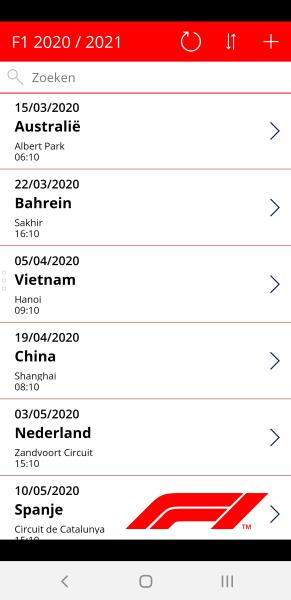 F1 2020 / 2021
Zoeken
15/03/2020
Australië
Albert Park
06:10
22/03/2020
Bahrein
Sakhir
16:10
05/04/2020
Vietnam
Hanoi
09:10
19/04/2020
China
Shanghai
08:10
03/05/2020
Nederland
Zandvoort Circuit
15:10
10/05/2020
Spanje
Circuit de Catalunya
15:10
F1 TM